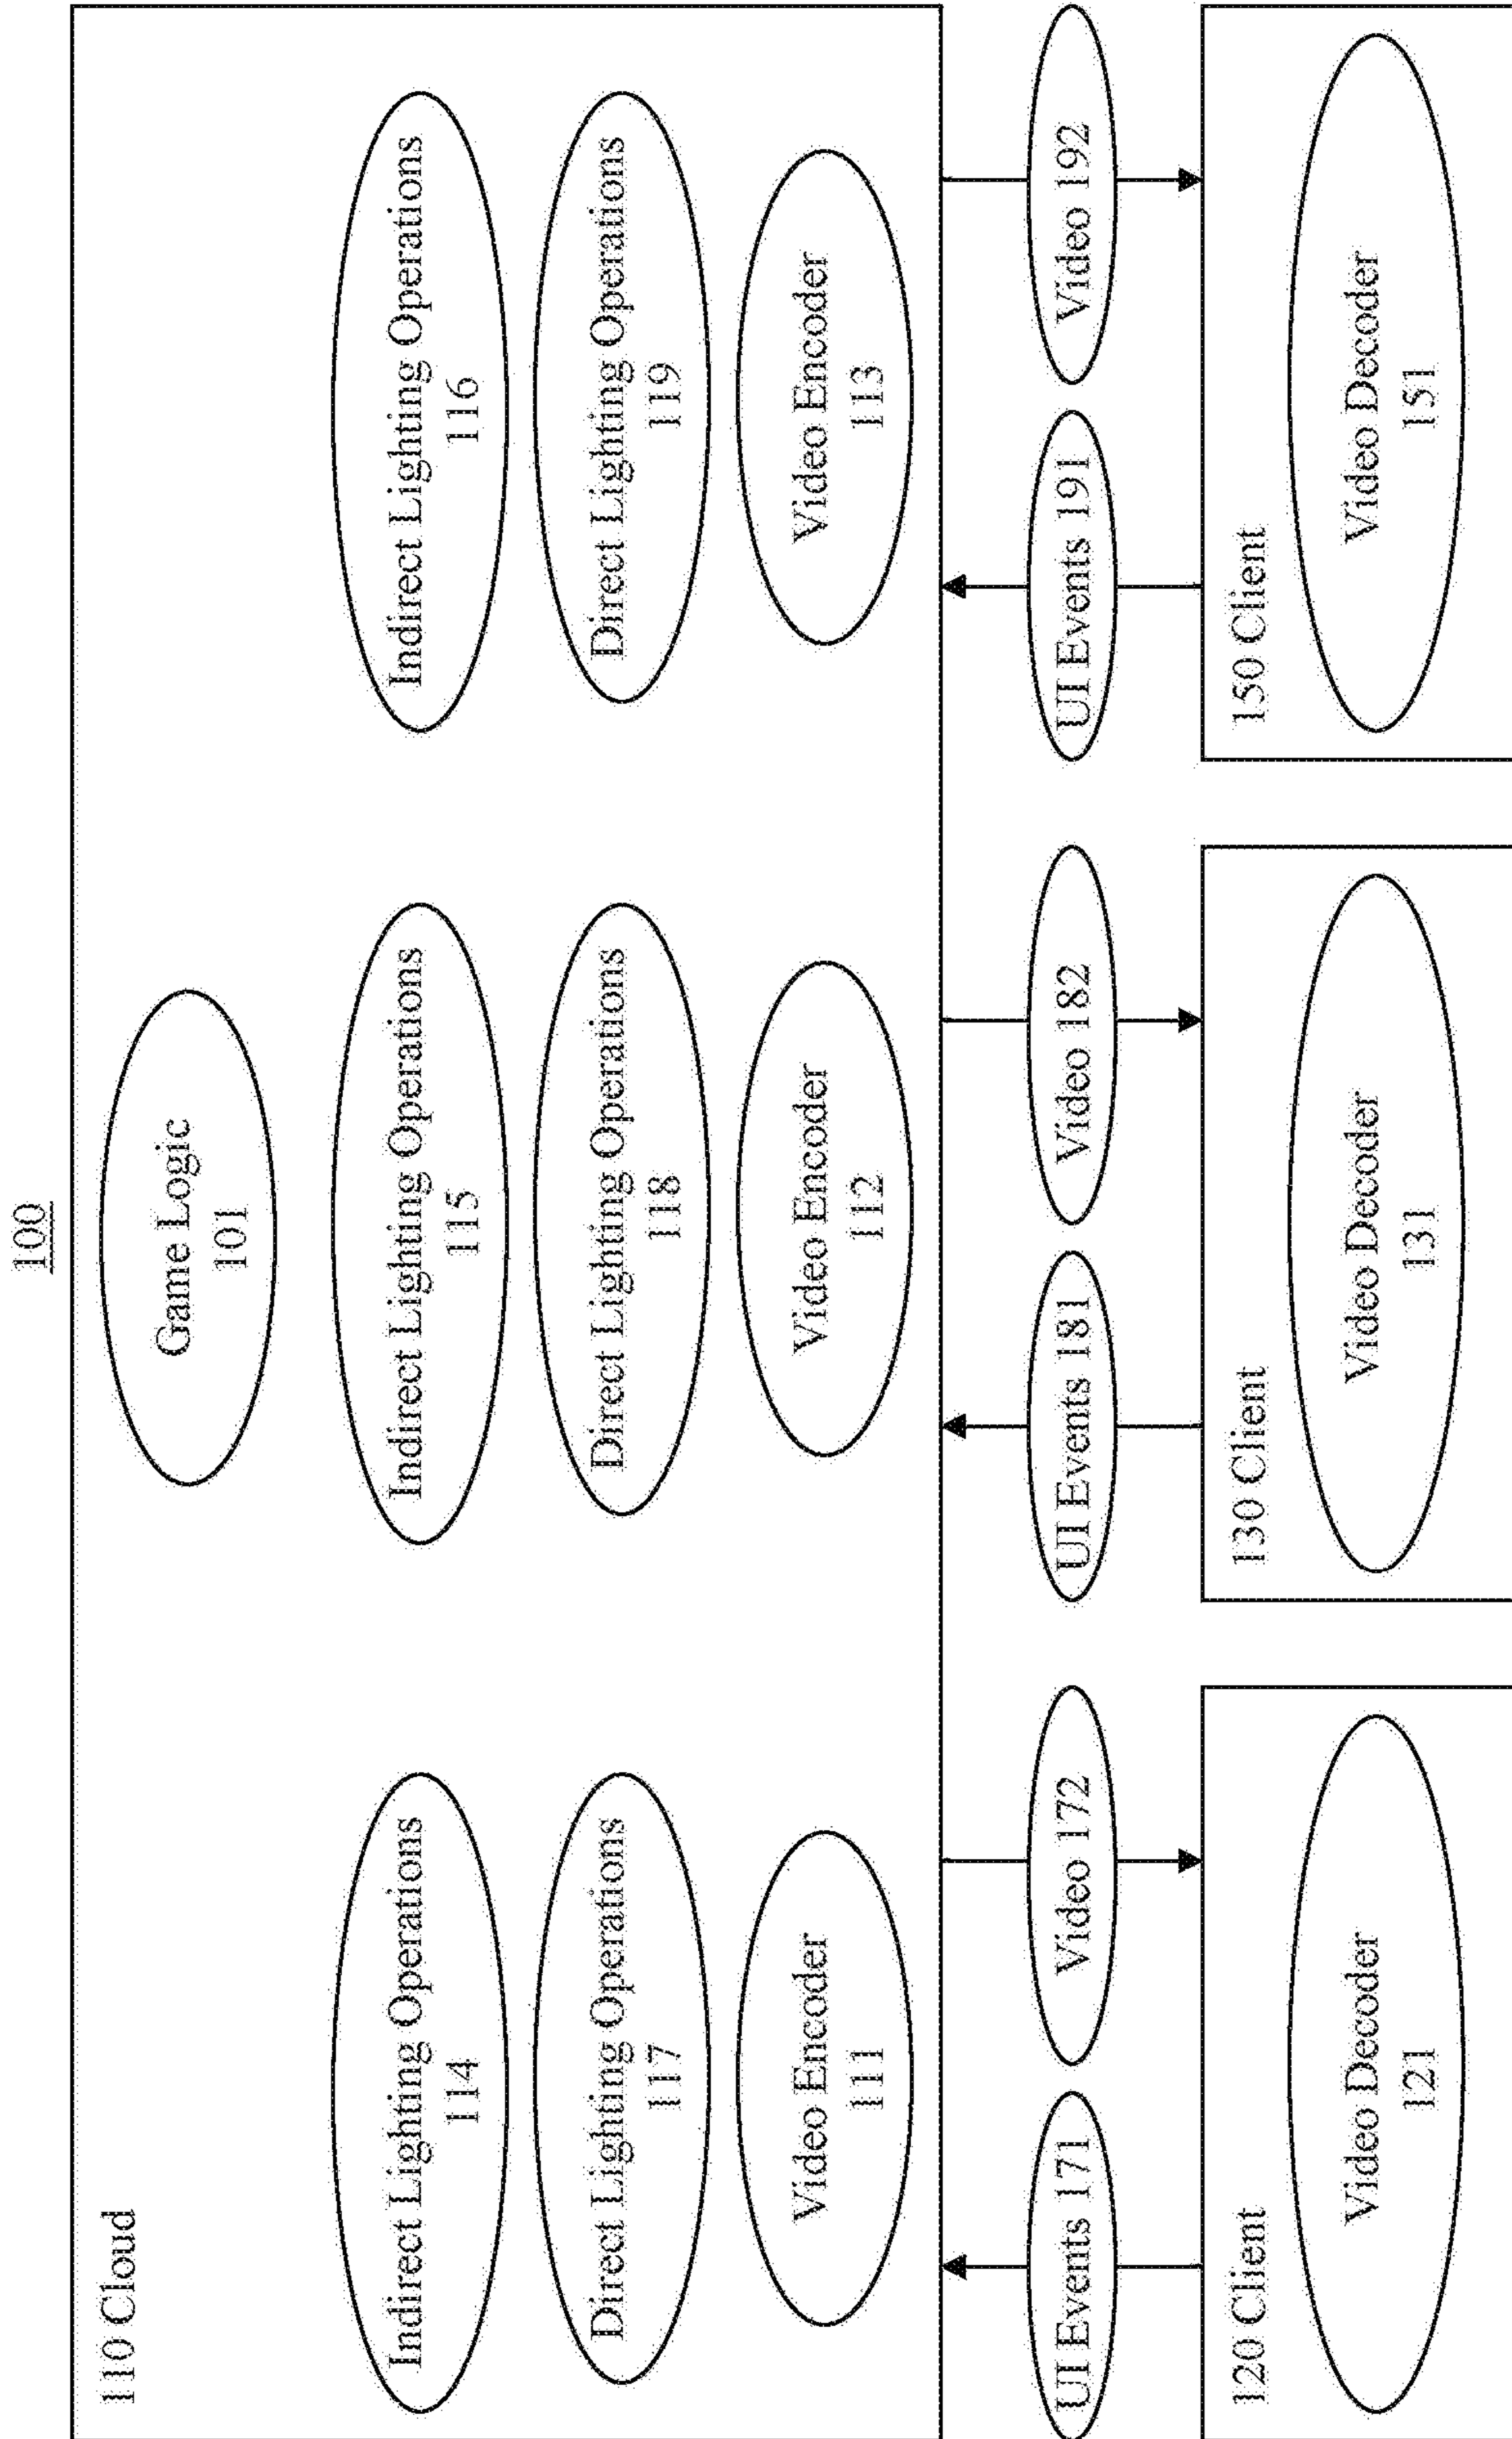 100
110 Cloud
Game Logic
101
Indirect Lighting Operations
114
Indirect Lighting Operations
115
Indirect Lighting Operations
116
Direct Lighting Operations
117
Direct Lighting Operations
118
Direct Lighting Operations
119
Video Encoder
111
Video Encoder
112
Video Encoder
113
UI Events 171
Video 172
UI Events 181
Video 182
UI Events 191
Video 192
120 Client
Video Decoder
121
130 Client
Video Decoder
131
150 Client
Video Decoder
151